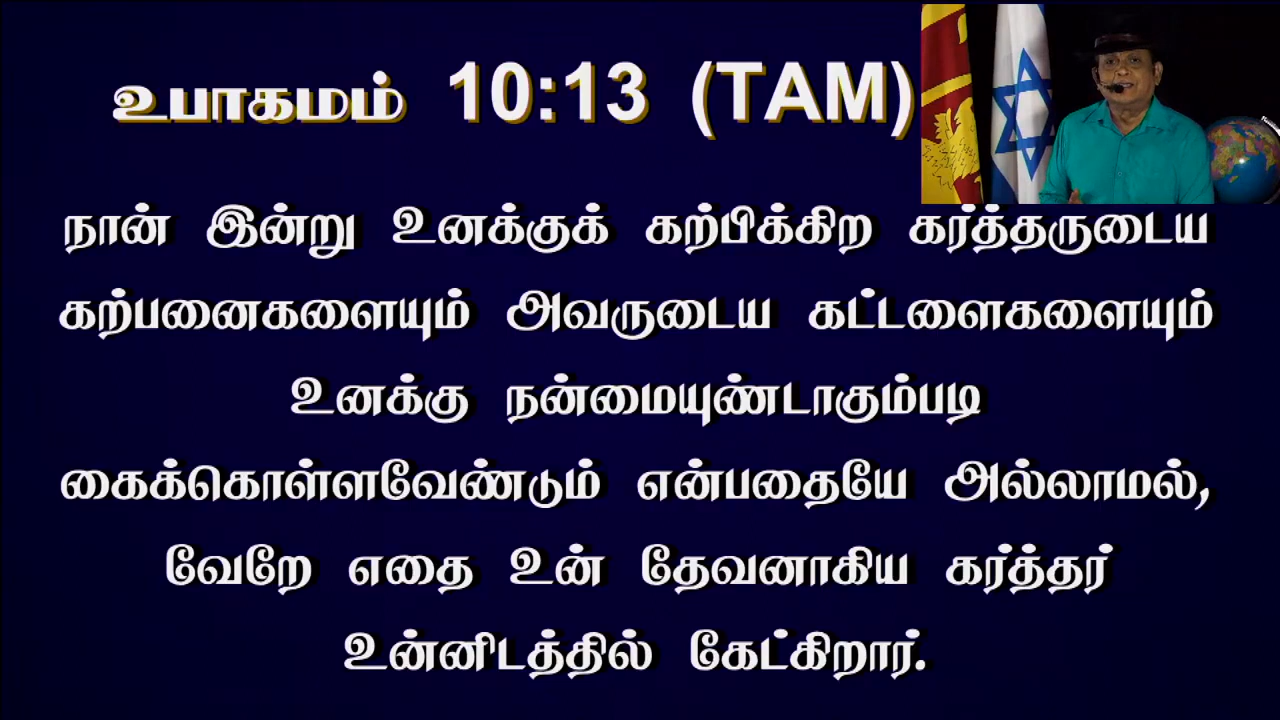 உபாகமம் 10:13 (TAM)
நான் இன்று உனக்குக் கற்பிக்கிற கர்த்தருடைய
கற்பனைகளையும் அவருடைய கட்டளைகளையும்
உனக்கு நன்மையுண்டாகும்படி
கைக்கொள்ளவேண்டும் என்பதையே அல்லாமல்,
வேறே எதை உன் தேவனாகிய கர்த்தர்
உன்னிடத்தில் கேட்கிறார்.